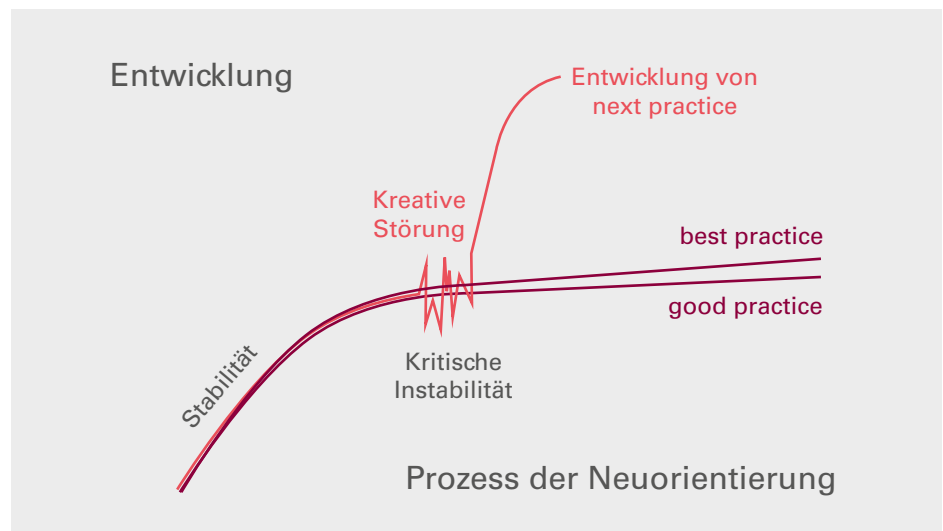 Entwicklung
Entwicklung von
next practice
Kreative
Störung
best practice
good practice
Stabilität
Kritische
Instabilität
Prozess der Neuorientierung